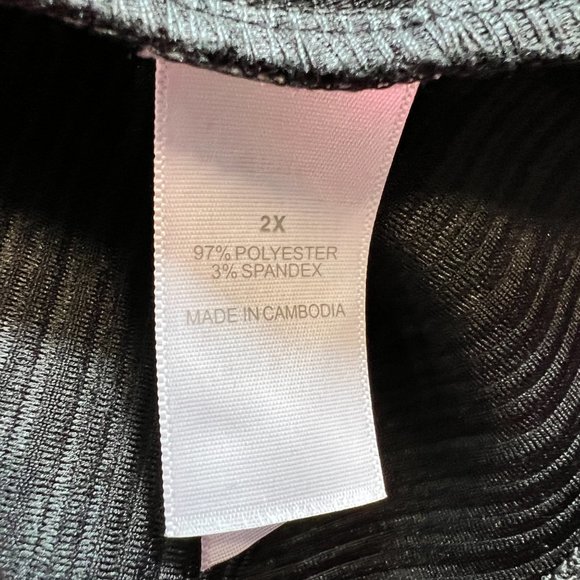 2X
97% POLYESTER
3% SPANDEX
MADE IN CAMBODIA